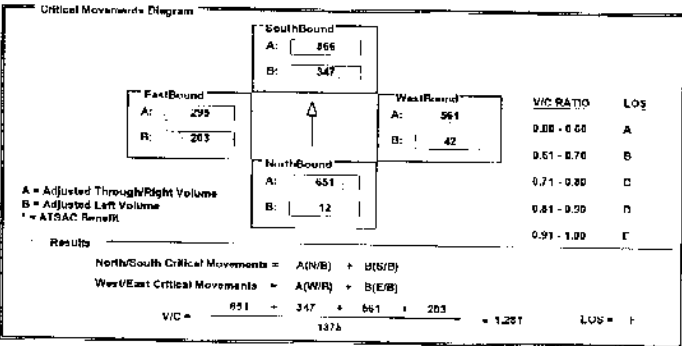 Critical Movements Diagram
SouthBound
A: 866
B: 347
EastBound
A: 295
B: 203
WestBound
A: 561
B: 42
NorthBound
A: 651
B: 12
V/C RATIO LOS
0.00 - 0.60 A
0.61 - 0.70 B
0.71 - 0.80 C
0.81 - 0.90 D
0.91 - 1.00 E
A = Adjusted Through/Right Volume
B = Adjusted Left Volume
* = ATSAC Benefit
Results
North/South Critical Movements = A(N/B) + B(S/B)
West/East Critical Movements = A(W/B) + B(E/B)
V/C = 651 + 347 + 561 + 203
1375
= 1.281 LOS = F